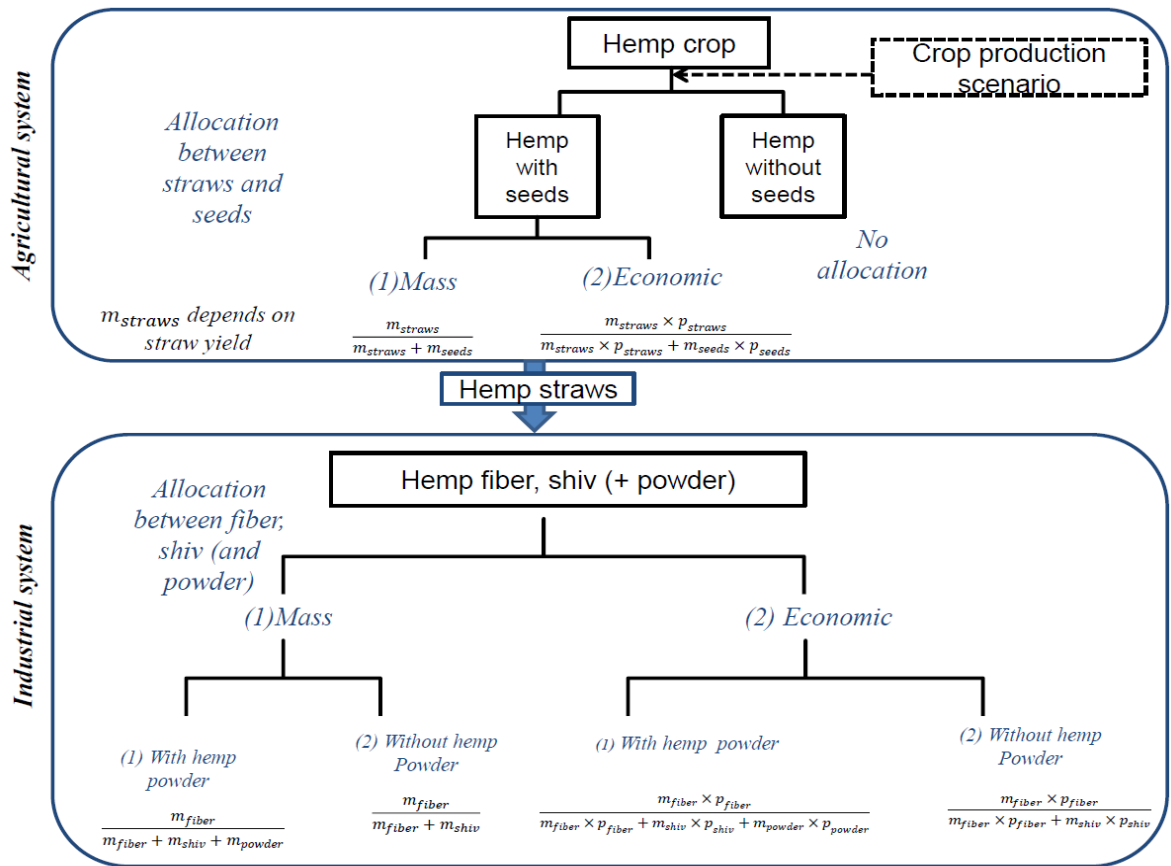 Agricultural system
Hemp crop
Crop production
scenario
Allocation
between
straws and
seeds
Hemp
with
seeds
Hemp
without
seeds
No
allocation
(1)Mass
(2)Economic
m_straws depends on
straw yield
m_straws
m_straws + m_seeds
m_straws × p_straws
m_straws × p_straws + m_seeds × p_seeds
Hemp straws
Industrial system
Hemp fiber, shiv (+ powder)
Allocation
between fiber,
shiv (and
powder)
(1)Mass
(2) Economic
(1) With hemp
powder
m_fiber
m_fiber + m_shiv + m_powder
(2) Without hemp
Powder
m_fiber
m_fiber + m_shiv
(1) With hemp powder
m_fiber × p_fiber
m_fiber × p_fiber + m_shiv × p_shiv + m_powder × p_powder
(2) Without hemp
Powder
m_fiber × p_fiber
m_fiber × p_fiber + m_shiv × p_shiv